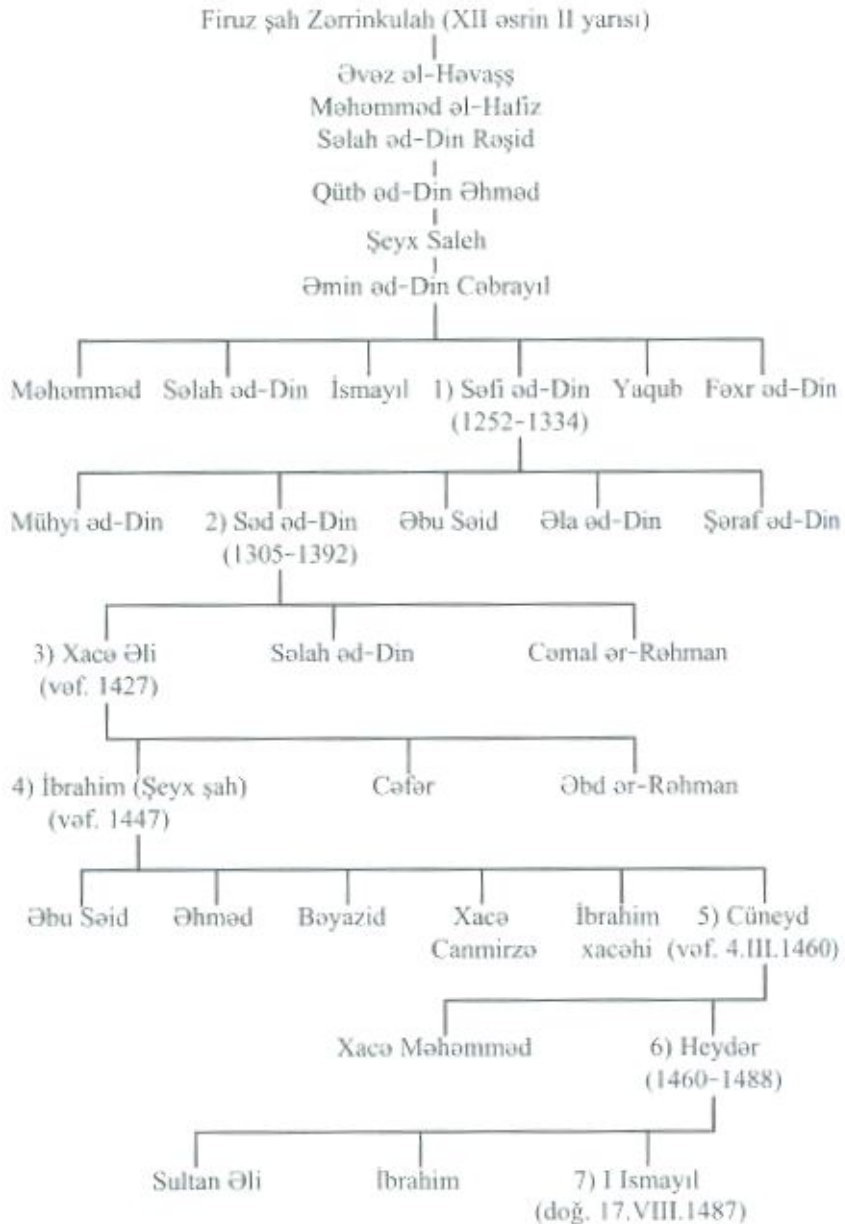 Firuz şah Zərrinkulah (XII əsrin II yarısı)
Əvəz əl-Həvaşş
Məhəmməd əl-Hafiz
Səlah əd-Din Rəşid
Qütb əd-Din Əhməd
Şeyx Saleh
Əmin əd-Din Cəbrayıl
Məhəmməd Səlah əd-Din İsmayıl 1) Səfi əd-Din Yaqub Fəxr əd-Din
(1252-1334)
Mühyi əd-Din 2) Səd əd-Din Əbu Səid Əla əd-Din Şərəf əd-Din
(1305-1392)
3) Xacə Əli Səlah əd-Din Cəmal ər-Rəhman
(vəf. 1427)
4) İbrahim (Şeyx şah) Cəfər Əbd ər-Rəhman
(vəf. 1447)
Əbu Səid Əhməd Bəyazid Xacə İbrahim 5) Cüneyd
Canmirzə xacəhi (vəf. 4.III.1460)
Xacə Məhəmməd 6) Heydər
(1460-1488)
Sultan Əli İbrahim 7) I Ismayıl
(doğ. 17.VIII.1487)